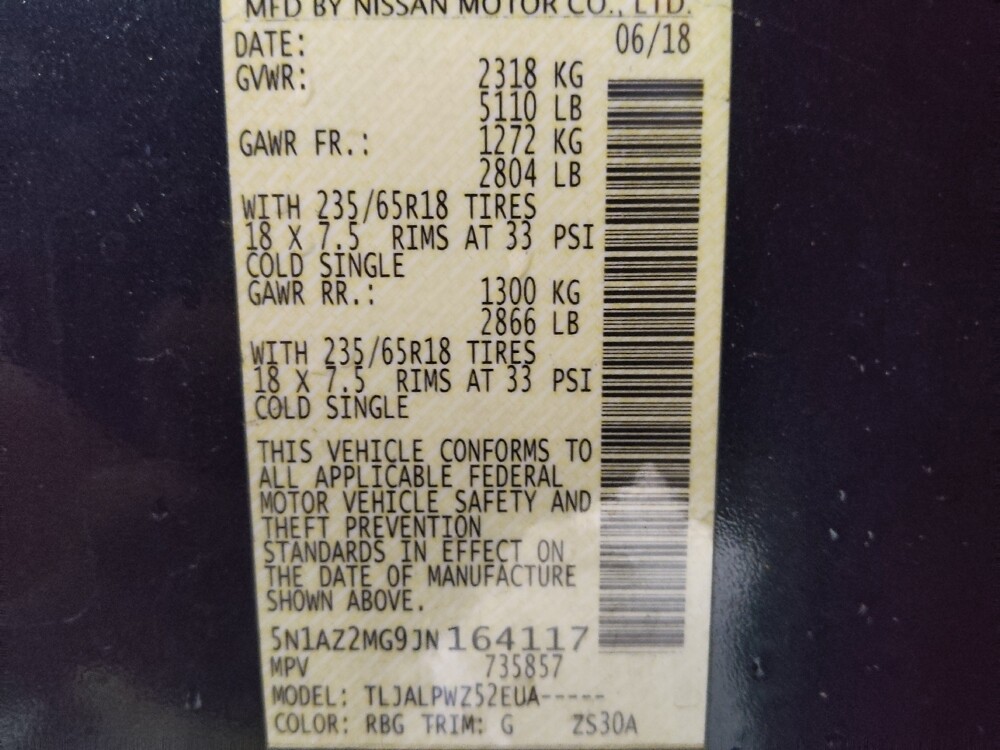 MFD BY NISSAN MOTOR CO., LTD.
DATE: 06/18
GVWR: 2318 KG
5110 LB
GAWR FR.: 1272 KG
2804 LB
WITH 235/65R18 TIRES
18 X 7.5 RIMS AT 33 PSI
COLD SINGLE
GAWR RR.: 1300 KG
2866 LB
WITH 235/65R18 TIRES
18 X 7.5 RIMS AT 33 PSI
COLD SINGLE
THIS VEHICLE CONFORMS TO
ALL APPLICABLE FEDERAL
MOTOR VEHICLE SAFETY AND
THEFT PREVENTION
STANDARDS IN EFFECT ON
THE DATE OF MANUFACTURE
SHOWN ABOVE.
5N1AZ2MG9JN164117
MPV 735857
MODEL: TLJALPWZ52EUA-----
COLOR: RBG TRIM: G ZS30A